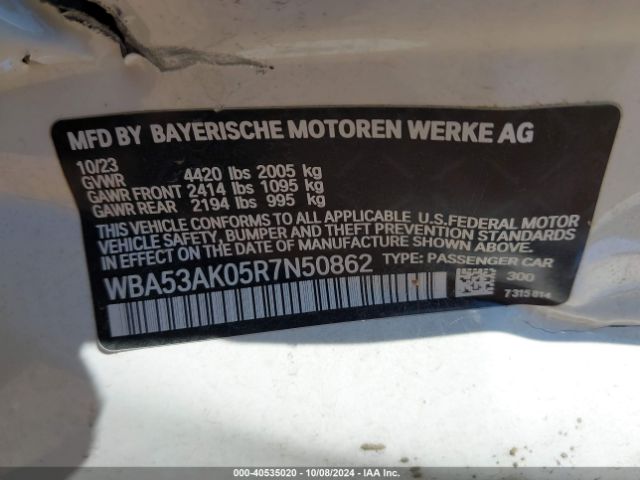 MFD BY BAYERISCHE MOTOREN WERKE AG
10/23
GVWR 4420 lbs 2005 kg
GAWR FRONT 2414 lbs 1095 kg
GAWR REAR 2194 lbs 995 kg
THIS VEHICLE CONFORMS TO ALL APPLICABLE U.S.FEDERAL MOTOR
VEHICLE SAFETY, BUMPER AND THEFT PREVENTION STANDARDS
IN EFFECT ON THE DATE OF MANUFACTURE SHOWN ABOVE.
WBA53AK05R7N50862 TYPE: PASSENGER CAR
300
7315814
000-40535020 - 10/08/2024 - IAA Inc.